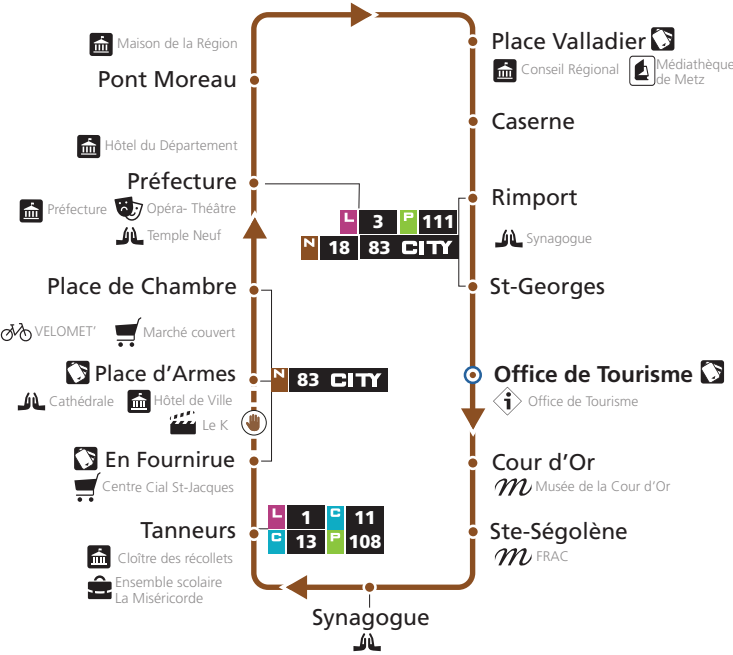 Maison de la Région
Pont Moreau
Hôtel du Département
Préfecture
Préfecture Opéra- Théâtre
Temple Neuf
Place de Chambre
VELOMET' Marché couvert
Place d'Armes
Cathédrale Hôtel de Ville
Le K
En Fournirue
Centre Cial St-Jacques
Tanneurs
Cloître des récollets
Ensemble scolaire
La Miséricorde
L 3 P 111
N 18 83 CITY
N 83 CITY
L 1 C 11
C 13 P 108
Synagogue
Place Valladier
Conseil Régional Médiathèque
de Metz
Caserne
Rimport
Synagogue
St-Georges
Office de Tourisme
i Office de Tourisme
Cour d'Or
m Musée de la Cour d'Or
Ste-Ségolène
m FRAC